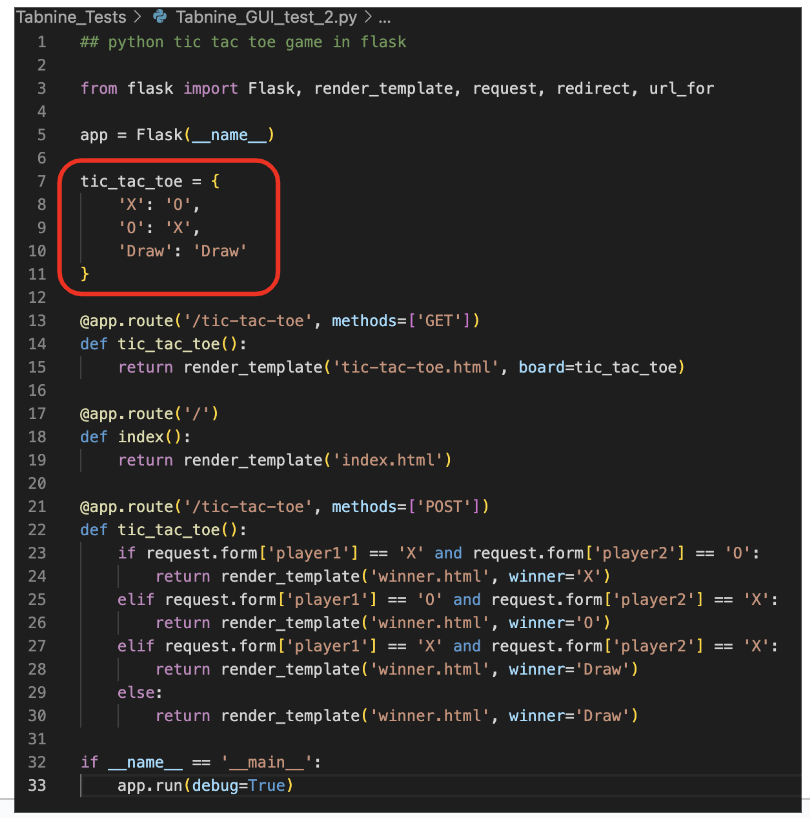 Tabnine_Tests > Tabnine_GUI_test_2.py > ...
1 ## python tic tac toe game in flask
2
3 from flask import Flask, render_template, request, redirect, url_for
4
5 app = Flask(__name__)
6
7 tic_tac_toe = {
8     'X': 'O',
9     'O': 'X',
10     'Draw': 'Draw'
11 }
12
13 @app.route('/tic-tac-toe', methods=['GET'])
14 def tic_tac_toe():
15     return render_template('tic-tac-toe.html', board=tic_tac_toe)
16
17 @app.route('/')
18 def index():
19     return render_template('index.html')
20
21 @app.route('/tic-tac-toe', methods=['POST'])
22 def tic_tac_toe():
23     if request.form['player1'] == 'X' and request.form['player2'] == 'O':
24         return render_template('winner.html', winner='X')
25     elif request.form['player1'] == 'O' and request.form['player2'] == 'X':
26         return render_template('winner.html', winner='O')
27     elif request.form['player1'] == 'X' and request.form['player2'] == 'X':
28         return render_template('winner.html', winner='Draw')
29     else:
30         return render_template('winner.html', winner='Draw')
31
32 if __name__ == '__main__':
33     app.run(debug=True)